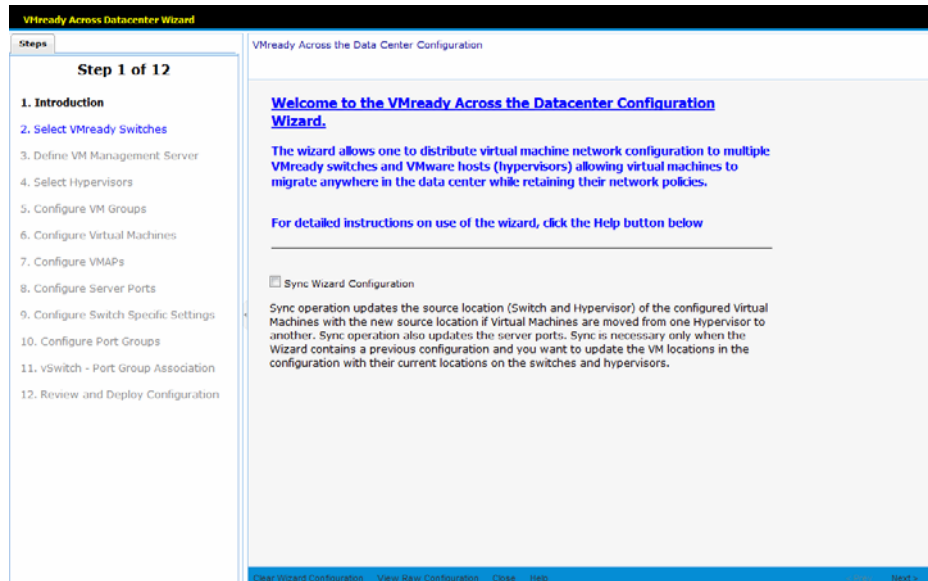 VMready Across Datacenter Wizard
Steps
Step 1 of 12
1. Introduction
2. Select VMready Switches
3. Define VM Management Server
4. Select Hypervisors
5. Configure VM Groups
6. Configure Virtual Machines
7. Configure VMAPs
8. Configure Server Ports
9. Configure Switch Specific Settings
10. Configure Port Groups
11. vSwitch - Port Group Association
12. Review and Deploy Configuration
VMready Across the Data Center Configuration
Welcome to the VMready Across the Datacenter Configuration
Wizard.
The wizard allows one to distribute virtual machine network configuration to multiple
VMready switches and VMware hosts (hypervisors) allowing virtual machines to
migrate anywhere in the data center while retaining their network policies.
For detailed instructions on use of the wizard, click the Help button below
Sync Wizard Configuration
Sync operation updates the source location (Switch and Hypervisor) of the configured Virtual
Machines with the new source location if Virtual Machines are moved from one Hypervisor to
another. Sync operation also updates the server ports. Sync is necessary only when the
Wizard contains a previous configuration and you want to update the VM locations in the
configuration with their current locations on the switches and hypervisors.
Clear Wizard Configuration View Raw Configuration Close Help Next >